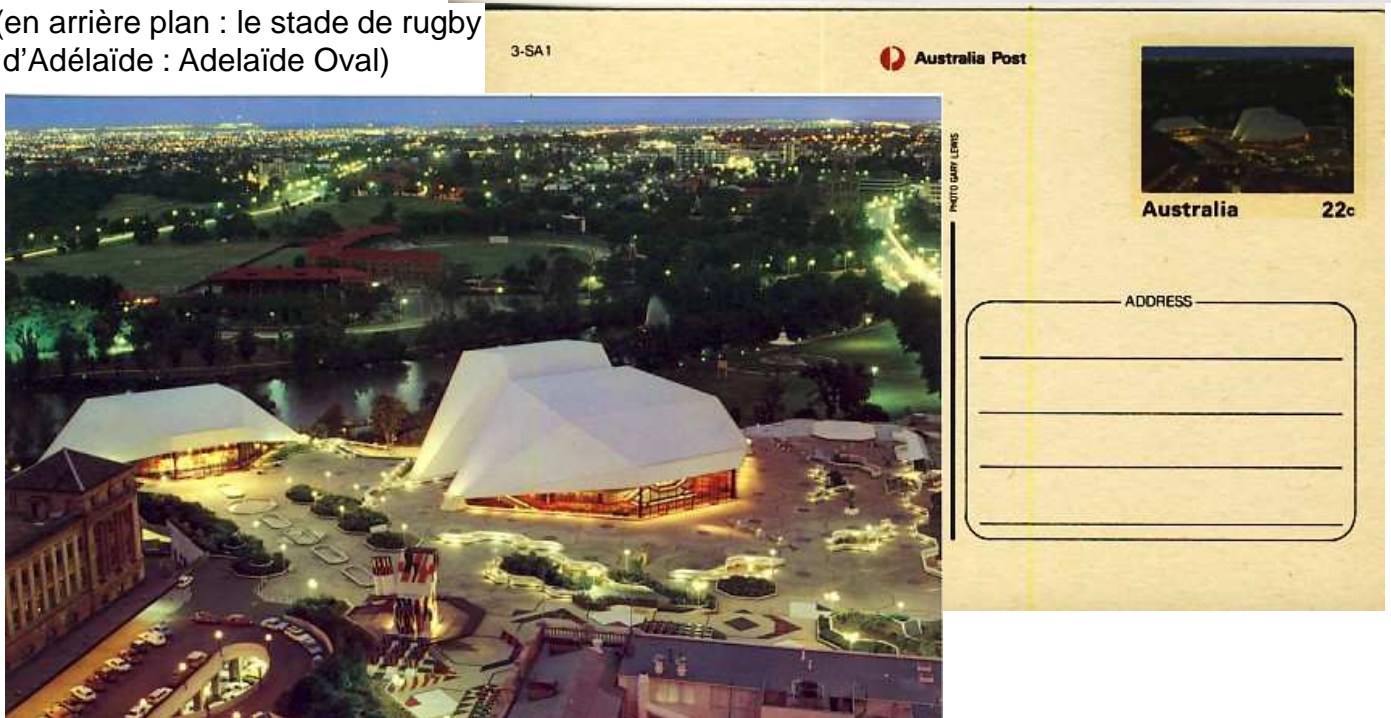 (en arrière plan : le stade de rugby
d’Adélaïde : Adelaïde Oval)
3-SA1
Australia Post
PHOTO GARY LEWIS
Australia 22c
ADDRESS